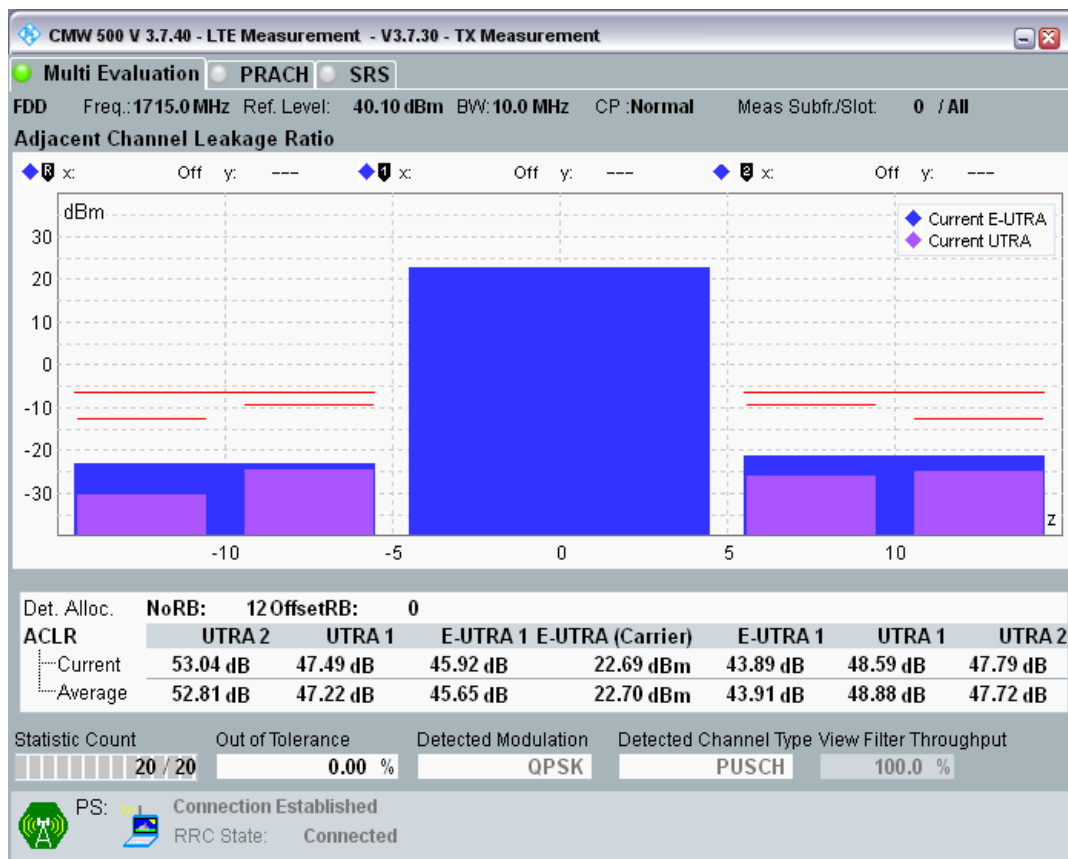 CMW 500 V 3.7.40 - LTE Measurement - V3.7.30 - TX Measurement
Multi Evaluation PRACH SRS
FDD Freq.:1715.0 MHz Ref. Level: 40.10 dBm BW:10.0 MHz CP :Normal Meas Subfr./Slot: 0 / All
Adjacent Channel Leakage Ratio
R x: Off y: --- 1 x: Off y: --- 2 x: Off y: ---
dBm
Current E-UTRA
Current UTRA
30
20
10
0
-10
-20
-30
z
-10 -5 0 5 10
Det. Alloc. NoRB: 12 OffsetRB: 0
ACLR UTRA 2 UTRA 1 E-UTRA 1 E-UTRA (Carrier) E-UTRA 1 UTRA 1 UTRA 2
Current 53.04 dB 47.49 dB 45.92 dB 22.69 dBm 43.89 dB 48.59 dB 47.79 dB
Average 52.81 dB 47.22 dB 45.65 dB 22.70 dBm 43.91 dB 48.88 dB 47.72 dB
Statistic Count Out of Tolerance Detected Modulation Detected Channel Type View Filter Throughput
20 / 20 0.00 % QPSK PUSCH 100.0 %
PS: Connection Established
RRC State: Connected